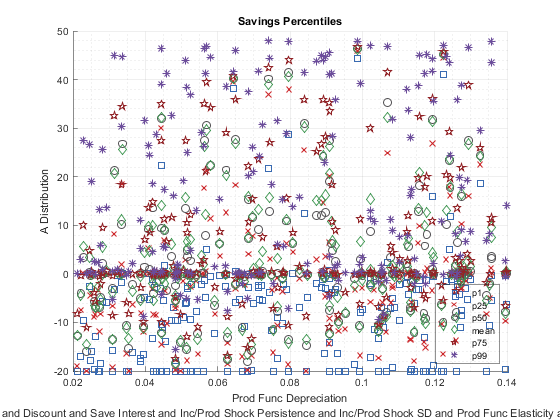 Savings Percentiles
50
40
30
20
10
0
-10
-20
A Distribution
p1
p25
p50
mean
p75
p99
0.02
0.04
0.06
0.08
0.1
0.12
0.14
Prod Func Depreciation
and Discount and Save Interest and Inc/Prod Shock Persistence and Inc/Prod Shock SD and Prod Func Elasticity a